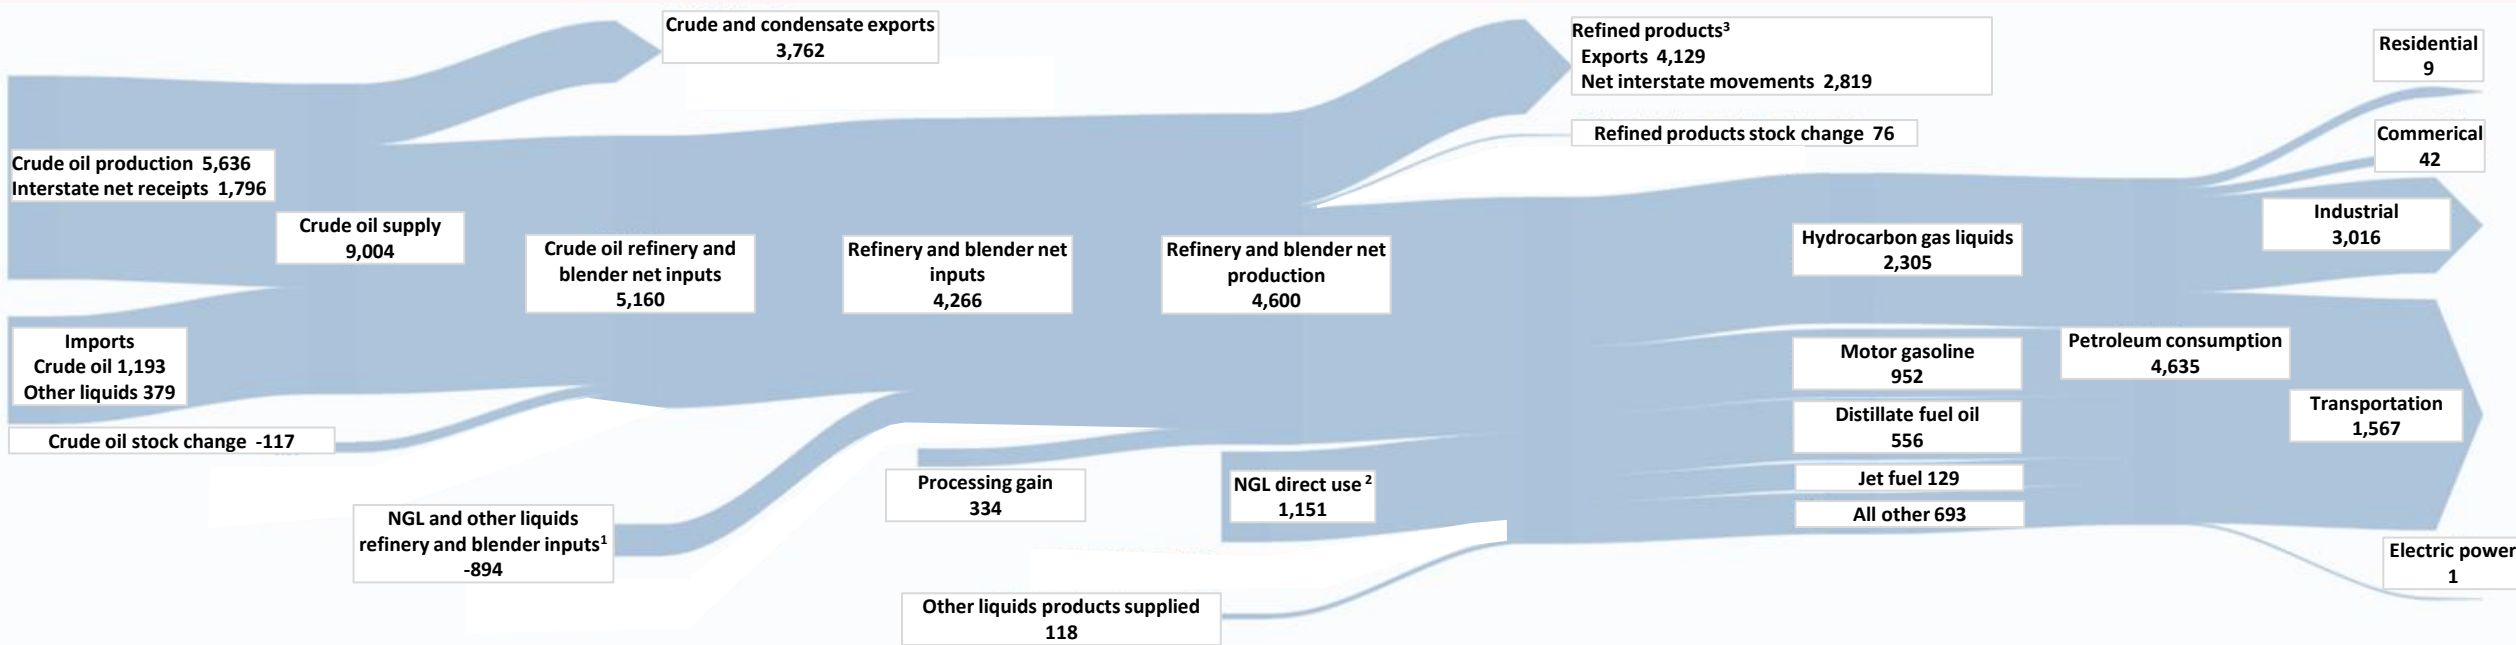 Crude and condensate exports
3,762
Refined products³
Exports 4,129
Net interstate movements 2,819
Residential
9
Refined products stock change 76
Commerical
42
Crude oil production 5,636
Interstate net receipts 1,796
Crude oil supply
9,004
Crude oil refinery and
blender net inputs
5,160
Refinery and blender net
inputs
4,266
Refinery and blender net
production
4,600
Hydrocarbon gas liquids
2,305
Industrial
3,016
Imports
Crude oil 1,193
Other liquids 379
Motor gasoline
952
Petroleum consumption
4,635
Distillate fuel oil
556
Transportation
1,567
Crude oil stock change -117
Processing gain
334
NGL direct use ²
1,151
Jet fuel 129
All other 693
NGL and other liquids
refinery and blender inputs¹
-894
Electric power
1
Other liquids products supplied
118